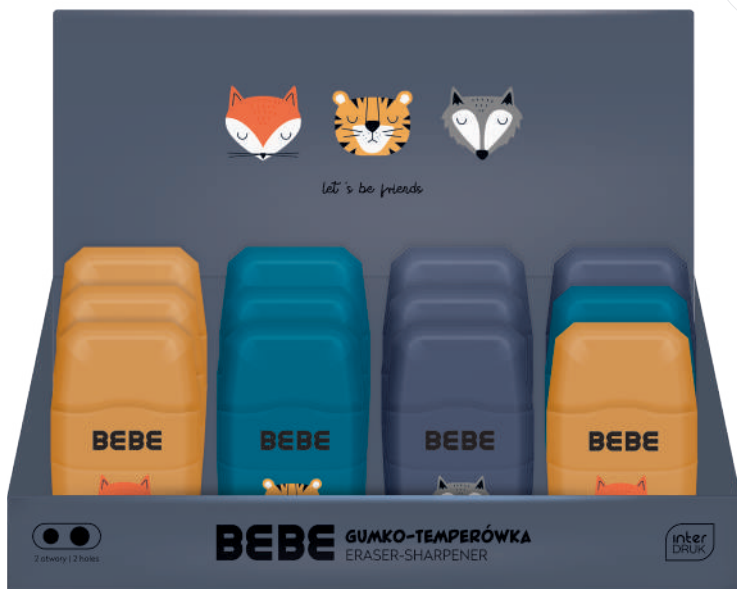 let's be friends
BEBE
BEBE
BEBE
BEBE
2 otwory | 2 holes
BEBE
GUMKO-TEMPERÓWKA
ERASER-SHARPENER
inter
DRUK